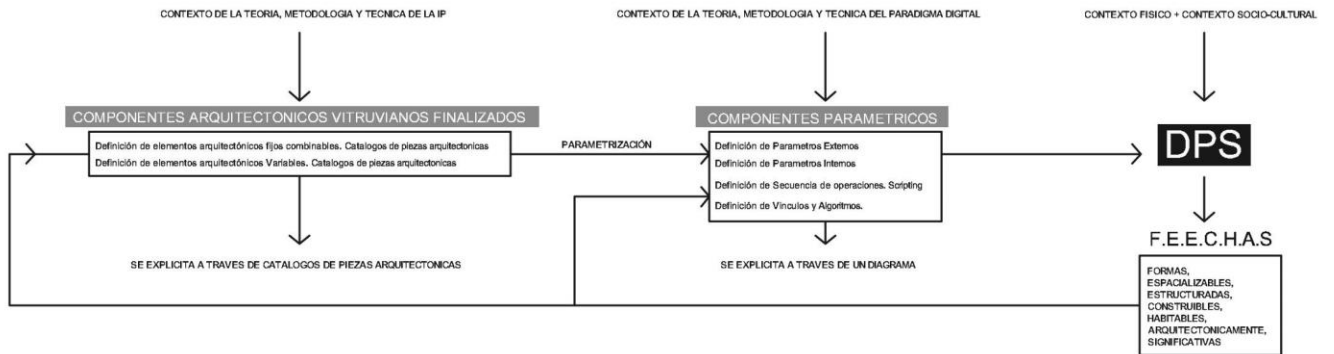 CONTEXTO DE LA TEORIA, METODOLOGIA Y TECNICA DE LA IP
CONTEXTO DE LA TEORIA, METODOLOGIA Y TECNICA DEL PARADIGMA DIGITAL
CONTEXTO FISICO + CONTEXTO SOCIO-CULTURAL
COMPONENTES ARQUITECTONICOS VITRUVIANOS FINALIZADOS
Definición de elementos arquitectónicos fijos combinables. Catalogos de piezas arquitectonicas
Definición de elementos arquitectónicos Variables. Catalogos de piezas arquitectonicas
SE EXPLICITA A TRAVES DE CATALOGOS DE PIEZAS ARQUITECTONICAS
PARAMETRIZACIÓN
COMPONENTES PARAMETRICOS
Definición de Parametros Externos
Definición de Parametros Internos
Definición de Secuencia de operaciones. Scripting
Definición de Vinculos y Algoritmos.
SE EXPLICITA A TRAVES DE UN DIAGRAMA
DPS
F.E.E.C.H.A.S
FORMAS,
ESPACIALIZABLES,
ESTRUCTURADAS,
CONSTRUIBLES,
HABITABLES,
ARQUITECTONICAMENTE,
SIGNIFICATIVAS